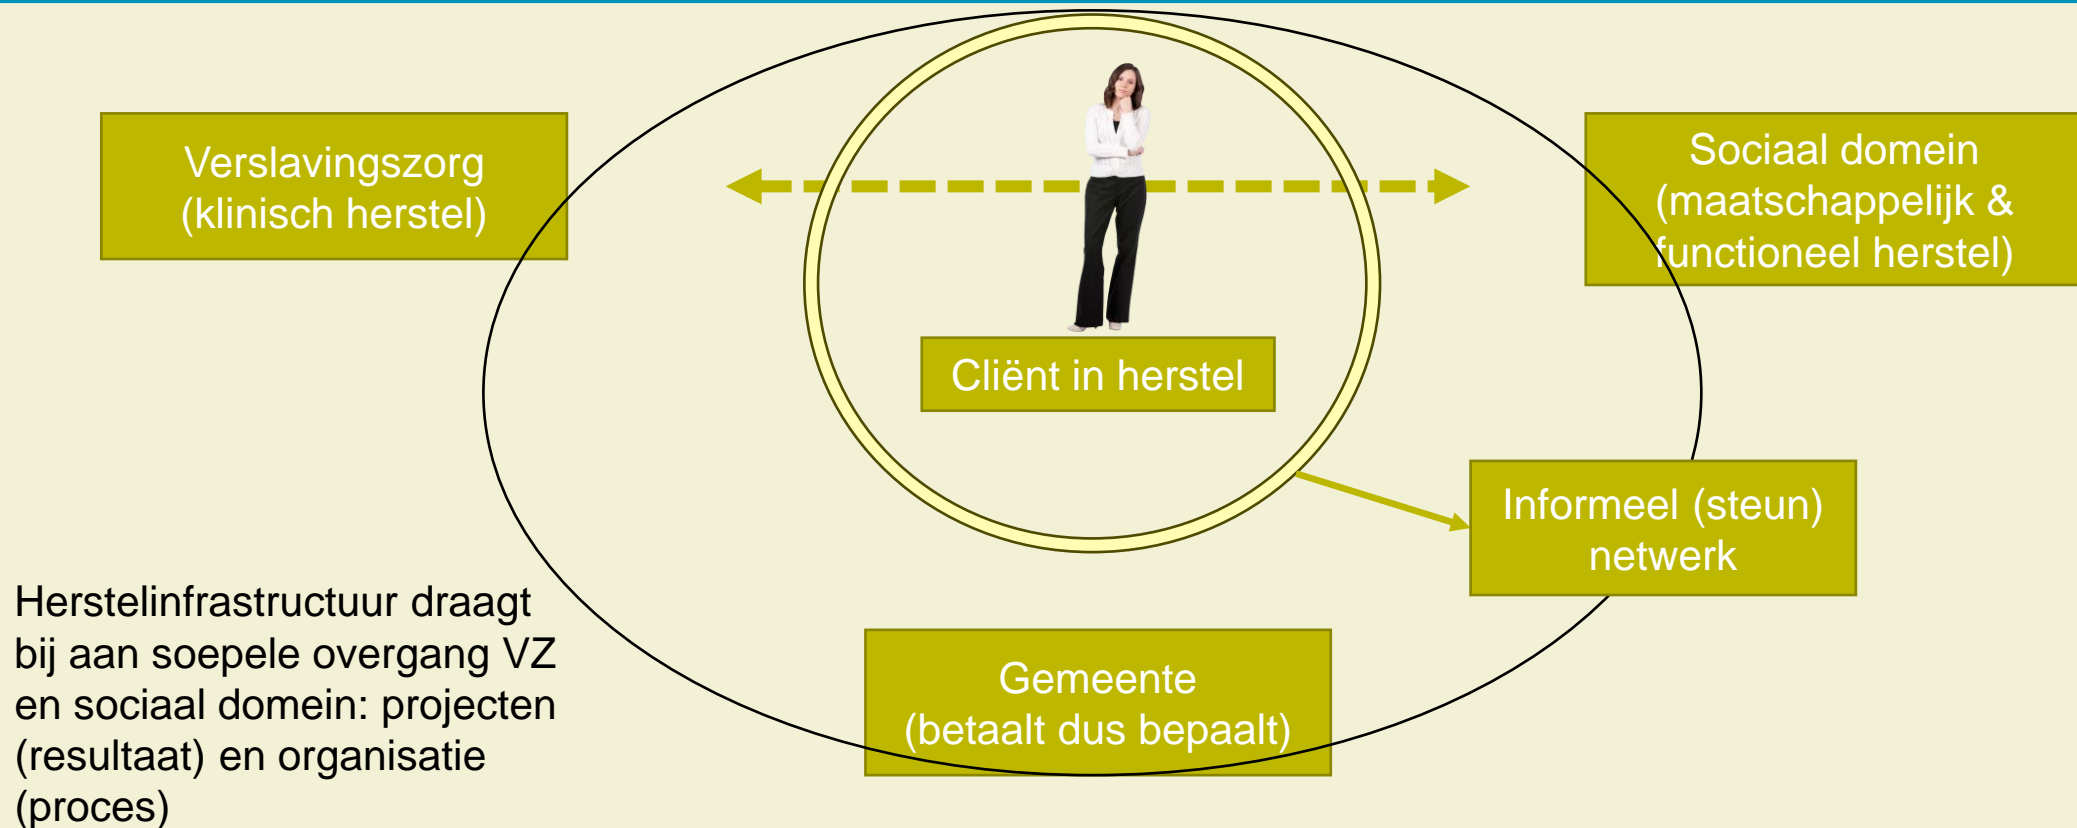 Verslavingszorg
(klinisch herstel)
Sociaal domein
(maatschappelijk &
functioneel herstel)
Cliënt in herstel
Informeel (steun)
netwerk
Herstelinfrastructuur draagt
bij aan soepele overgang VZ
en sociaal domein: projecten
(resultaat) en organisatie
(proces)
Gemeente
(betaalt dus bepaalt)